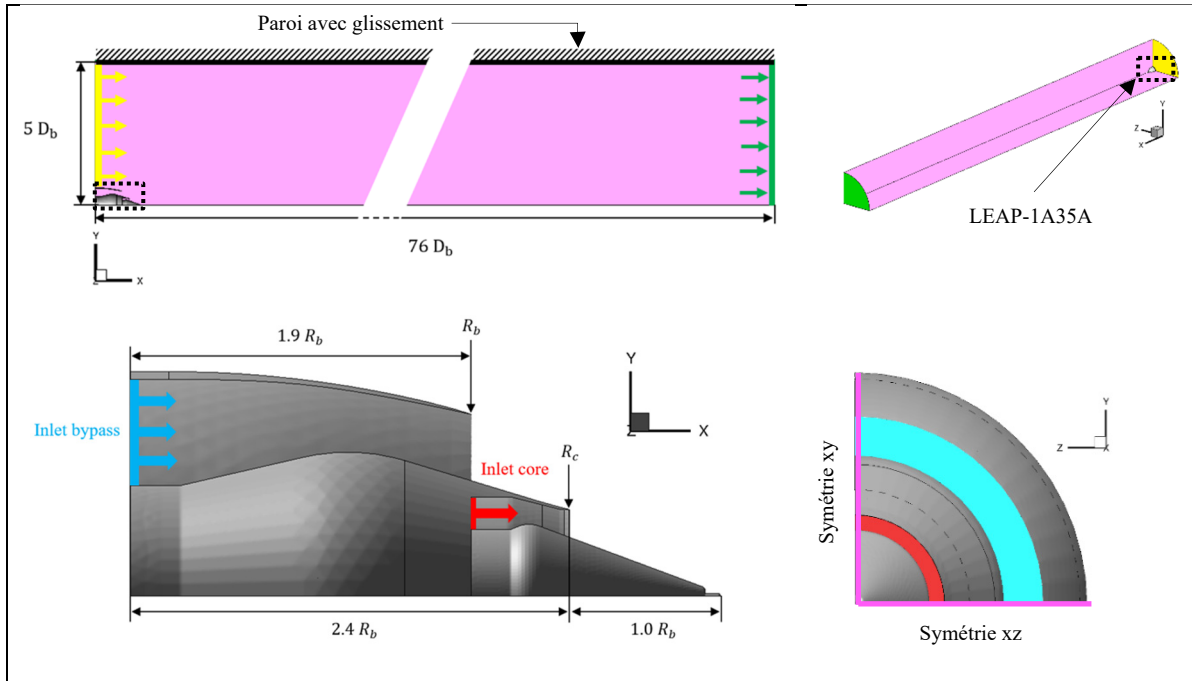 Paroi avec glissement
5 D_b
76 D_b
Y
Z
X
LEAP-1A35A
Y
Z
X
1.9 R_b
R_b
Inlet bypass
Inlet core
R_c
Y
Z
X
2.4 R_b
1.0 R_b
Symétrie xy
Y
Z
X
Symétrie xz